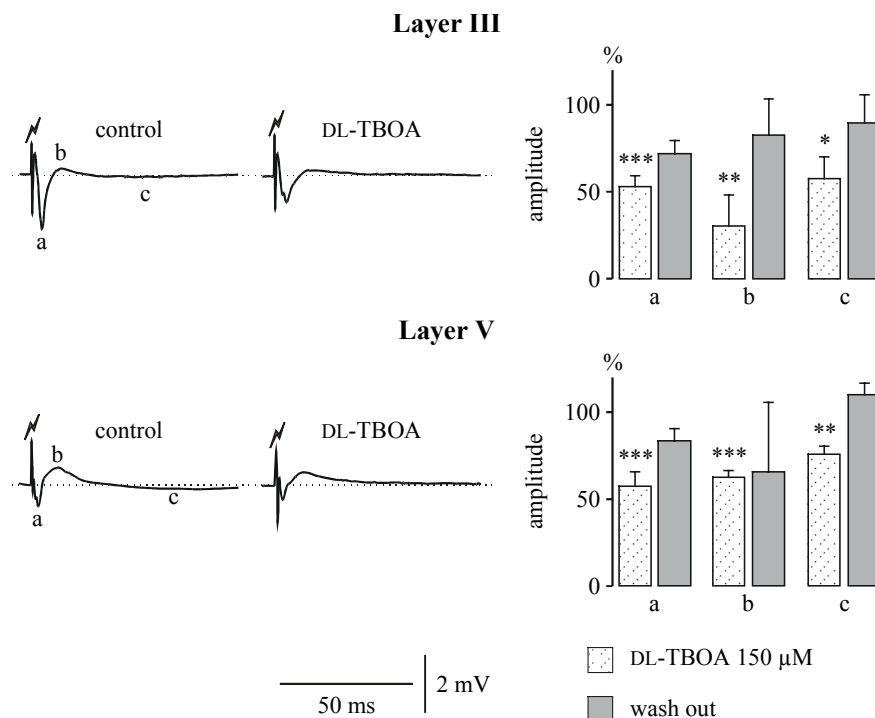 Layer III
control
DL-TBOA
b
c
a
%
amplitude
100
50
0
***
**
*
a
b
c
Layer V
control
DL-TBOA
b
c
a
%
amplitude
100
50
0
***
***
**
a
b
c
50 ms
2 mV
DL-TBOA 150 µM
wash out